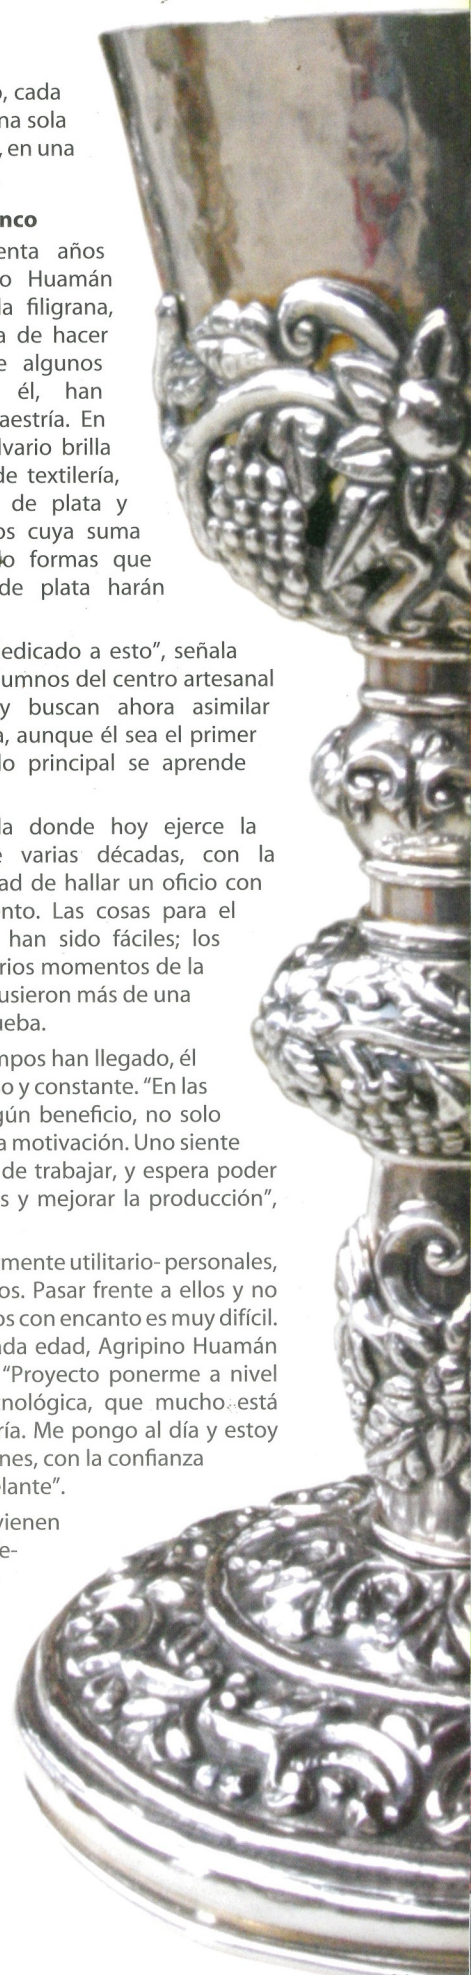 , cada
na sola
, en una
nco
enta años
o Huamán
la filigrana,
a de hacer
e algunos
él, han
aestría. En
lvario brilla
de textilería,
de plata y
os cuya suma
do formas que
de plata harán
edicado a esto”, señala
umnos del centro artesanal
y buscan ahora asimilar
a, aunque él sea el primer
lo principal se aprende
la donde hoy ejerce la
e varias décadas, con la
ad de hallar un oficio con
nto. Las cosas para el
han sido fáciles; los
rios momentos de la
usieron más de una
ueba.
mpos han llegado, él
o y constante. “En las
gún beneficio, no solo
a motivación. Uno siente
de trabajar, y espera poder
s y mejorar la producción”,
rmente utilitario- personales,
os. Pasar frente a ellos y no
os con encanto es muy difícil.
ada edad, Agripino Huamán
“Proyecto ponerme a nivel
cnológica, que mucho está
ría. Me pongo al día y estoy
nes, con la confianza
lante”.
vienen
e-